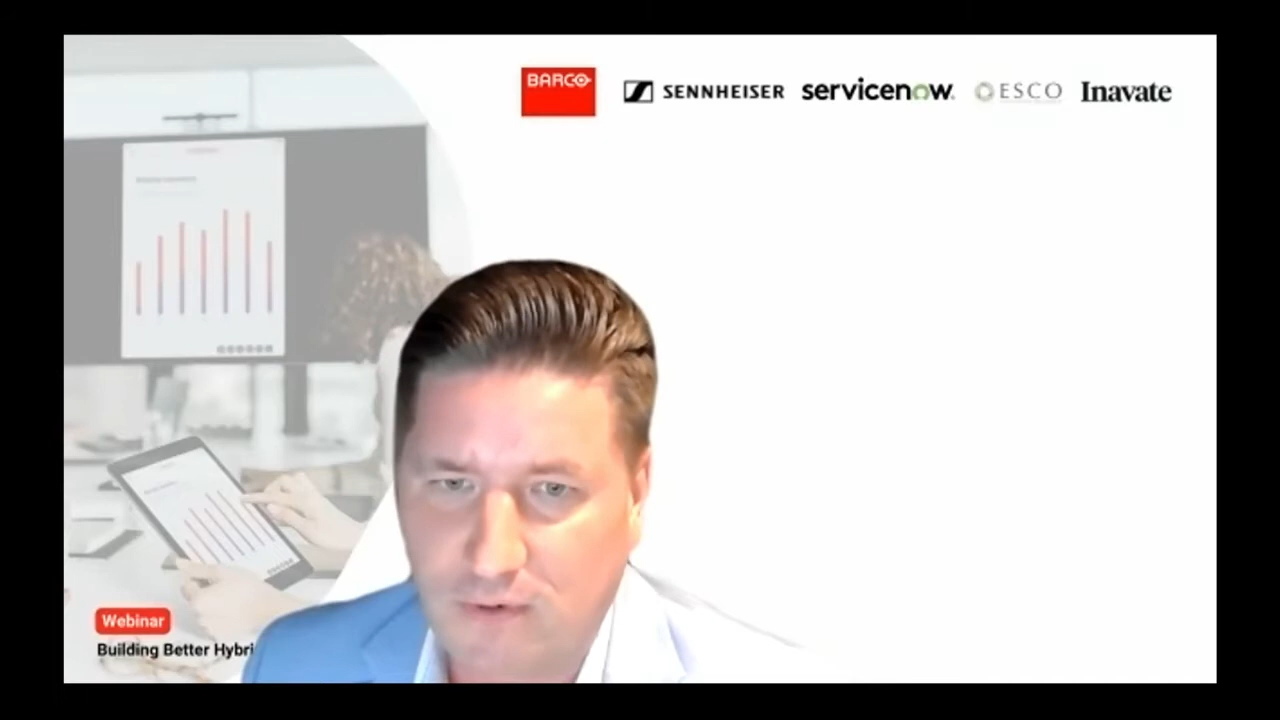 BARCO
SENNHEISER
servicenow.
ESCO
Inavate
Webinar
Building Better Hybri